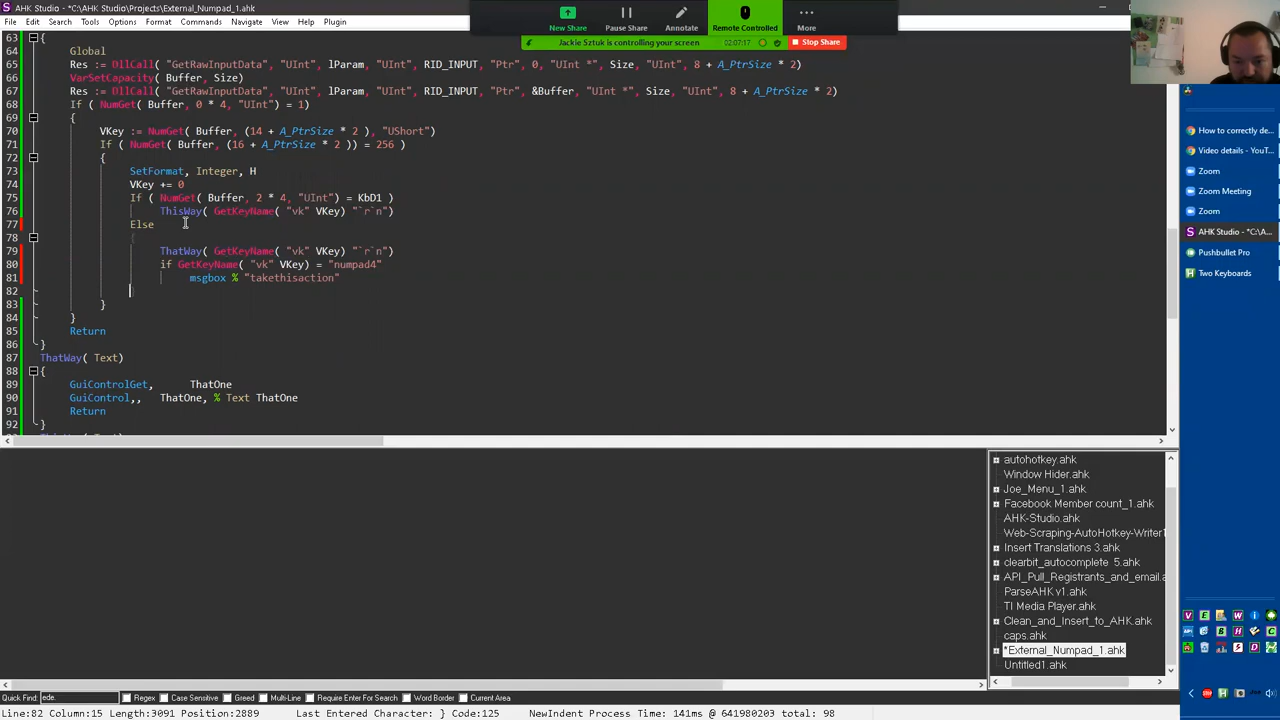 AHK Studio - *C:\AHK Studio\Projects\External_Numpad_1.ahk
File Edit Search Tools Options Format Commands Navigate View Help Plugin
New Share Pause Share Annotate Remote Controlled More
Jackie Sztuk is controlling your screen 02:07:17 Stop Share
63 {
64 Global
65 Res := DllCall( "GetRawInputData", "UInt", lParam, "UInt", RID_INPUT, "Ptr", 0, "UInt *", Size, "UInt", 8 + A_PtrSize * 2)
66 VarSetCapacity( Buffer, Size)
67 Res := DllCall( "GetRawInputData", "UInt", lParam, "UInt", RID_INPUT, "Ptr", &Buffer, "UInt *", Size, "UInt", 8 + A_PtrSize * 2)
68 If ( NumGet( Buffer, 0 * 4, "UInt") = 1)
69 {
70 VKey := NumGet( Buffer, (14 + A_PtrSize * 2 ), "UShort")
71 If ( NumGet( Buffer, (16 + A_PtrSize * 2 )) = 256 )
72 {
73 SetFormat, Integer, H
74 VKey += 0
75 If ( NumGet( Buffer, 2 * 4, "UInt") = KbD1 )
76 ThisWay( GetKeyName( "vk" VKey) "`r`n")
77 Else
78 {
79 ThatWay( GetKeyName( "vk" VKey) "`r`n")
80 if GetKeyName( "vk" VKey) = "numpad4"
81 msgbox % "takethisaction"
82 }
83 }
84 }
85 Return
86 }
87 ThatWay( Text)
88 {
89 GuiControlGet, ThatOne
90 GuiControl,, ThatOne, % Text ThatOne
91 Return
92 }
How to correctly de...
Video details - YouT...
Zoom
Zoom Meeting
Zoom
AHK Studio - *C:\A...
Pushbullet Pro
Two Keyboards
autohotkey.ahk
Window Hider.ahk
Joe_Menu_1.ahk
Facebook Member count_1.ahk
AHK-Studio.ahk
Web-Scraping-AutoHotkey-Writer1
Insert Translations 3.ahk
clearbit_autocomplete 5.ahk
API_Pull_Registrants_and_email.a
ParseAHK v1.ahk
TI Media Player.ahk
Clean_and_Insert_to_AHK.ahk
caps.ahk
*External_Numpad_1.ahk
Untitled1.ahk
Quick Find: ede. Regex Case Sensitive Greed Multi-Line Require Enter For Search Word Border Current Area
Line:82 Column:15 Length:3091 Position:2889 Last Entered Character: } Code:125 NewIndent Process Time: 141ms @ 641980203 total: 98